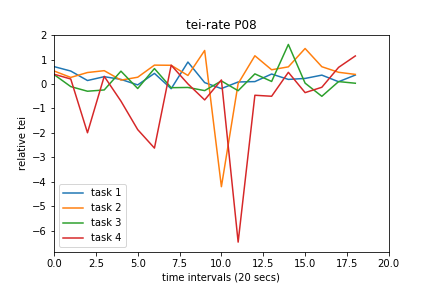 tei-rate P08
2
1
0
−1
−2
−3
−4
−5
−6
relative tei
task 1
task 2
task 3
task 4
0.0 2.5 5.0 7.5 10.0 12.5 15.0 17.5 20.0
time intervals (20 secs)